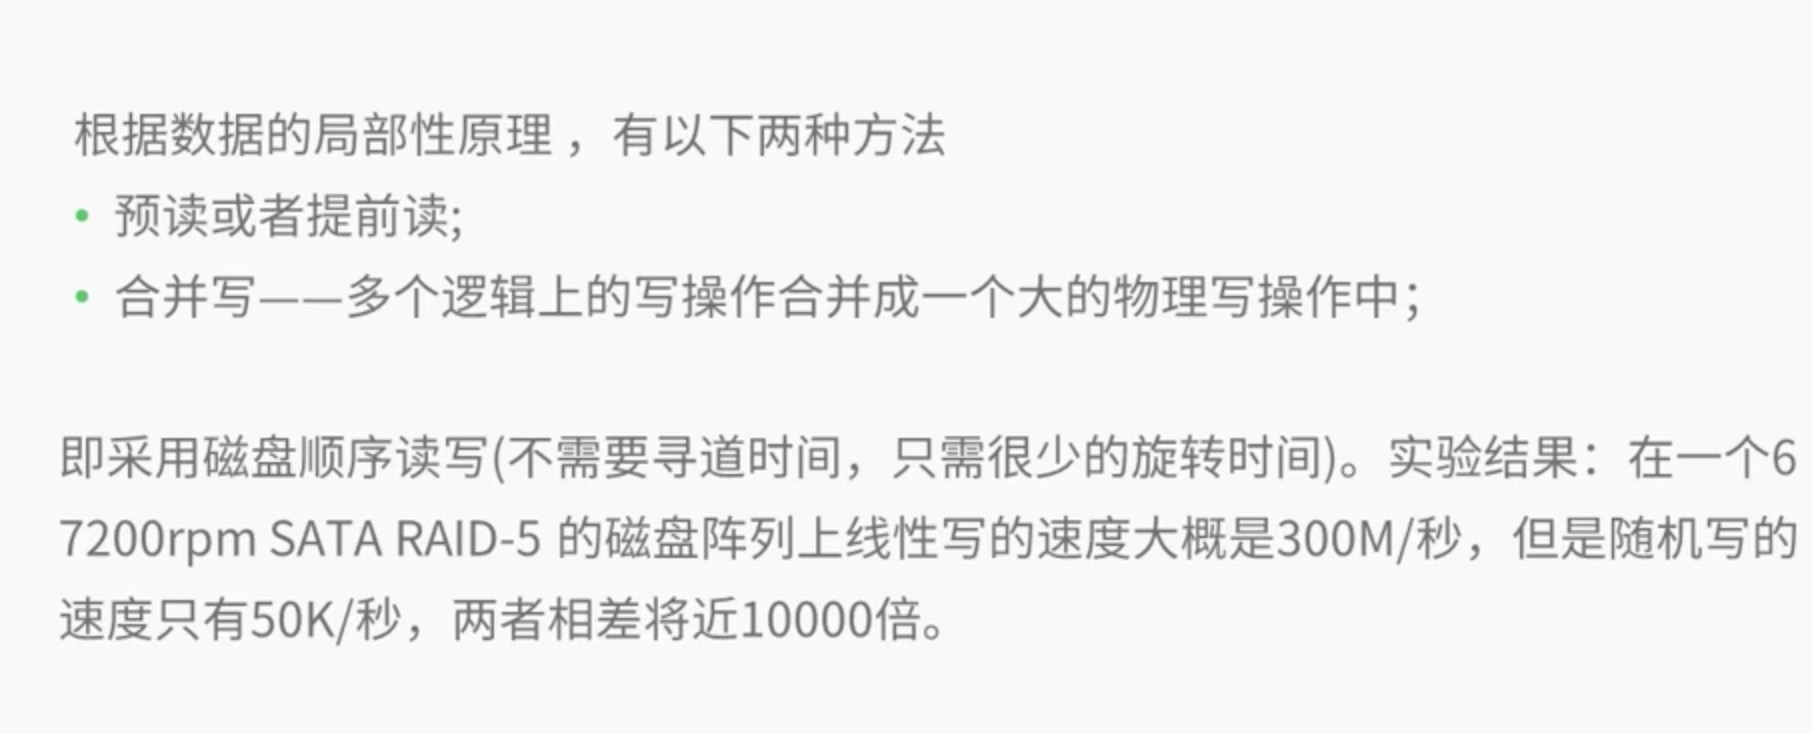 根据数据的局部性原理 ，有以下两种方法
• 预读或者提前读;
• 合并写——多个逻辑上的写操作合并成一个大的物理写操作中；
即采用磁盘顺序读写(不需要寻道时间，只需很少的旋转时间)。实验结果：在一个6
7200rpm SATA RAID-5 的磁盘阵列上线性写的速度大概是300M/秒，但是随机写的
速度只有50K/秒，两者相差将近10000倍。